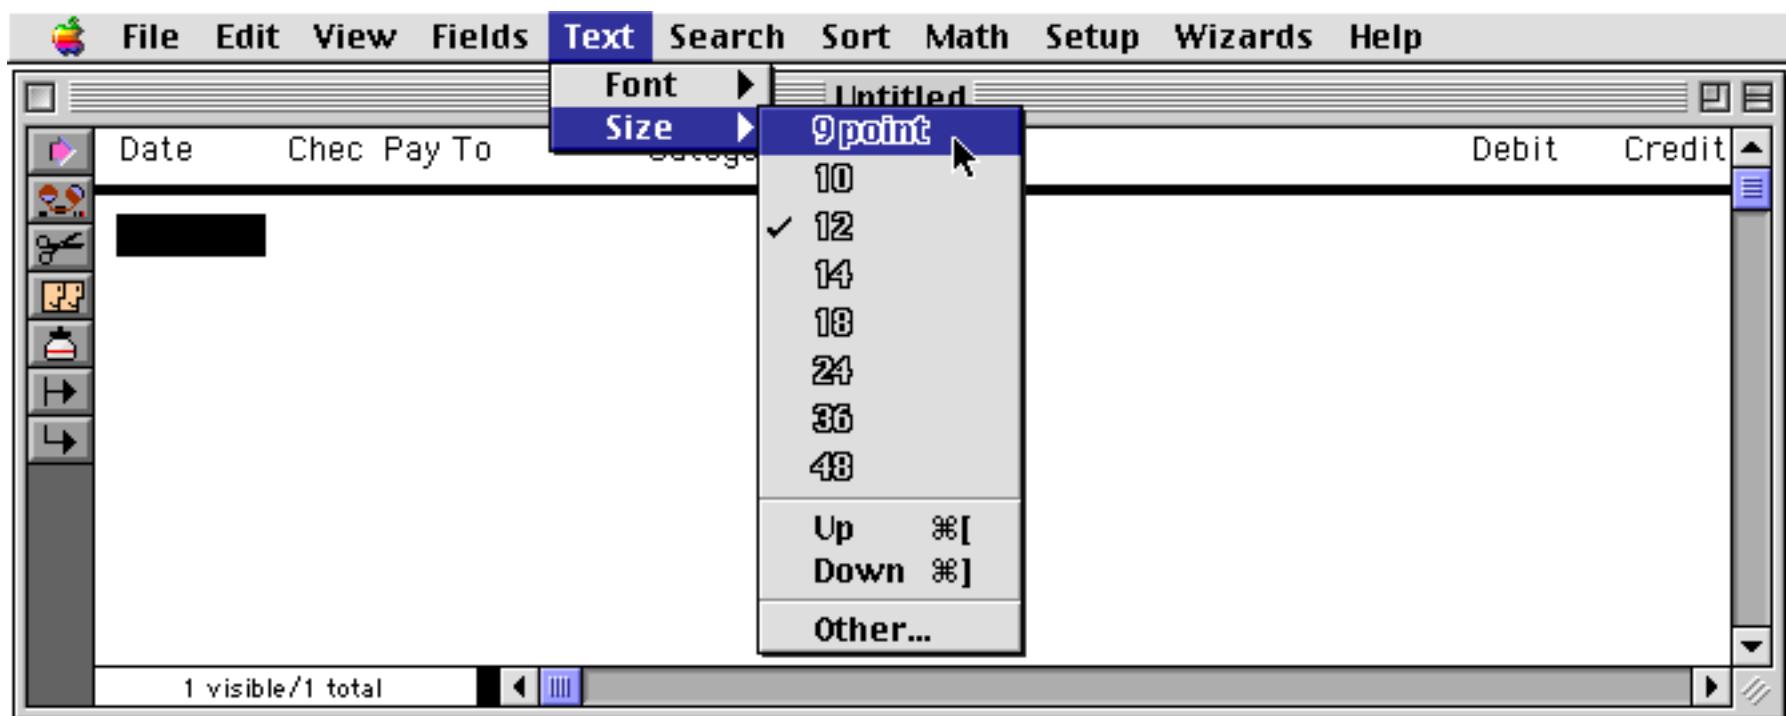 File Edit View Fields Text Search Sort Math Setup Wizards Help
Font
Untitled
Size
9 point
Date Chec Pay To Debit Credit
10
12
14
18
24
36
48
Up ⌘[
Down ⌘]
Other...
1 visible/1 total